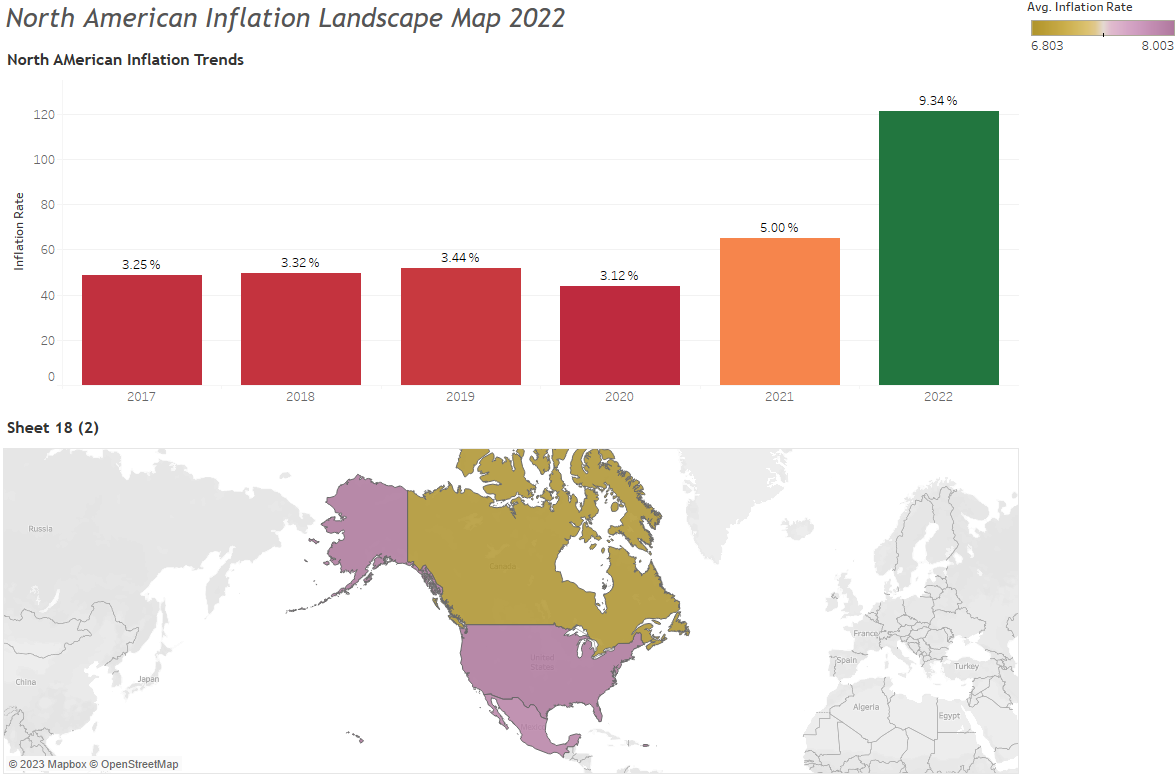 North American Inflation Landscape Map 2022
Avg. Inflation Rate
6.803 8.003
North AMerican Inflation Trends
Inflation Rate
120
100
80
60
40
20
0
3.25 %
3.32 %
3.44 %
3.12 %
5.00 %
9.34 %
2017 2018 2019 2020 2021 2022
Sheet 18 (2)
Russia
Canada
United
States
Mexico
China
Japan
France
Spain
Turkey
Algeria
Egypt
© 2023 Mapbox © OpenStreetMap